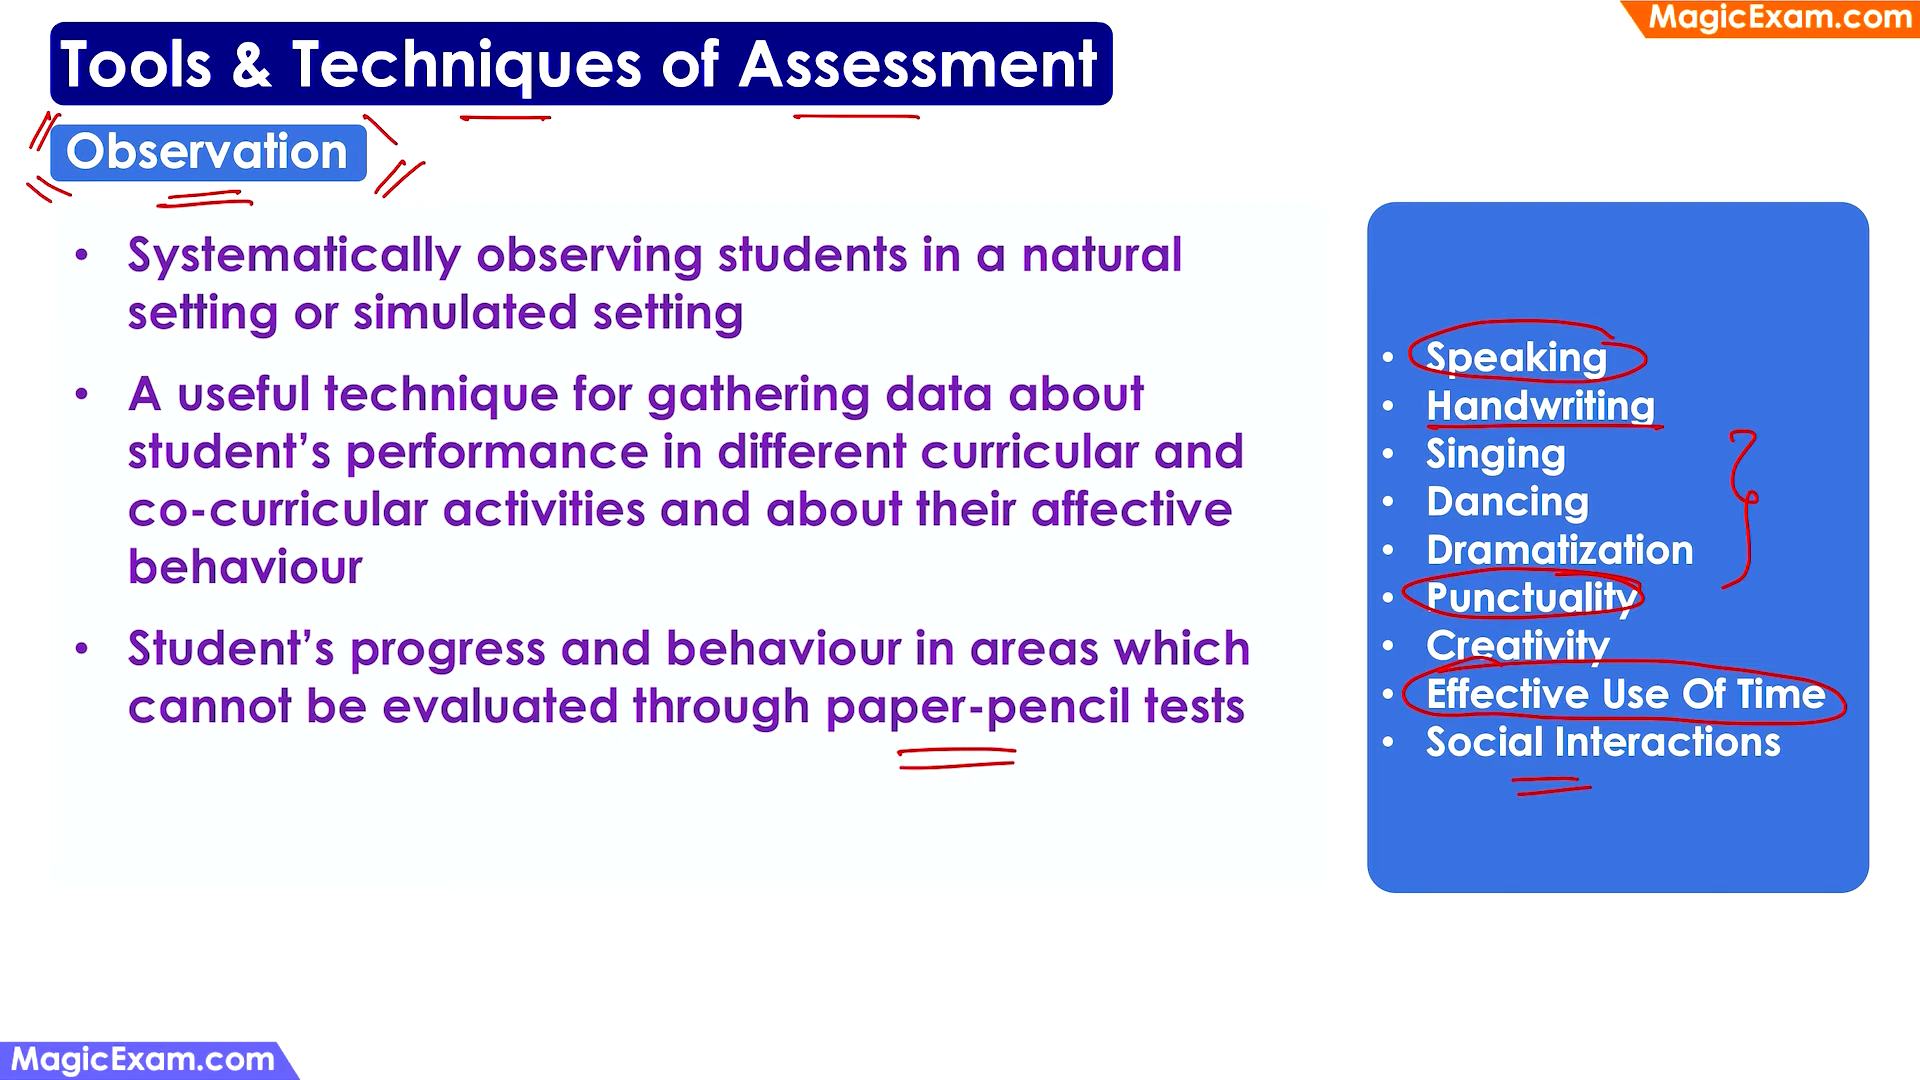 MagicExam.com
Tools & Techniques of Assessment
Observation
• Systematically observing students in a natural
setting or simulated setting
• A useful technique for gathering data about
student’s performance in different curricular and
co-curricular activities and about their affective
behaviour
• Student’s progress and behaviour in areas which
cannot be evaluated through paper-pencil tests
• Speaking
• Handwriting
• Singing
• Dancing
• Dramatization
• Punctuality
• Creativity
• Effective Use Of Time
• Social Interactions
MagicExam.com